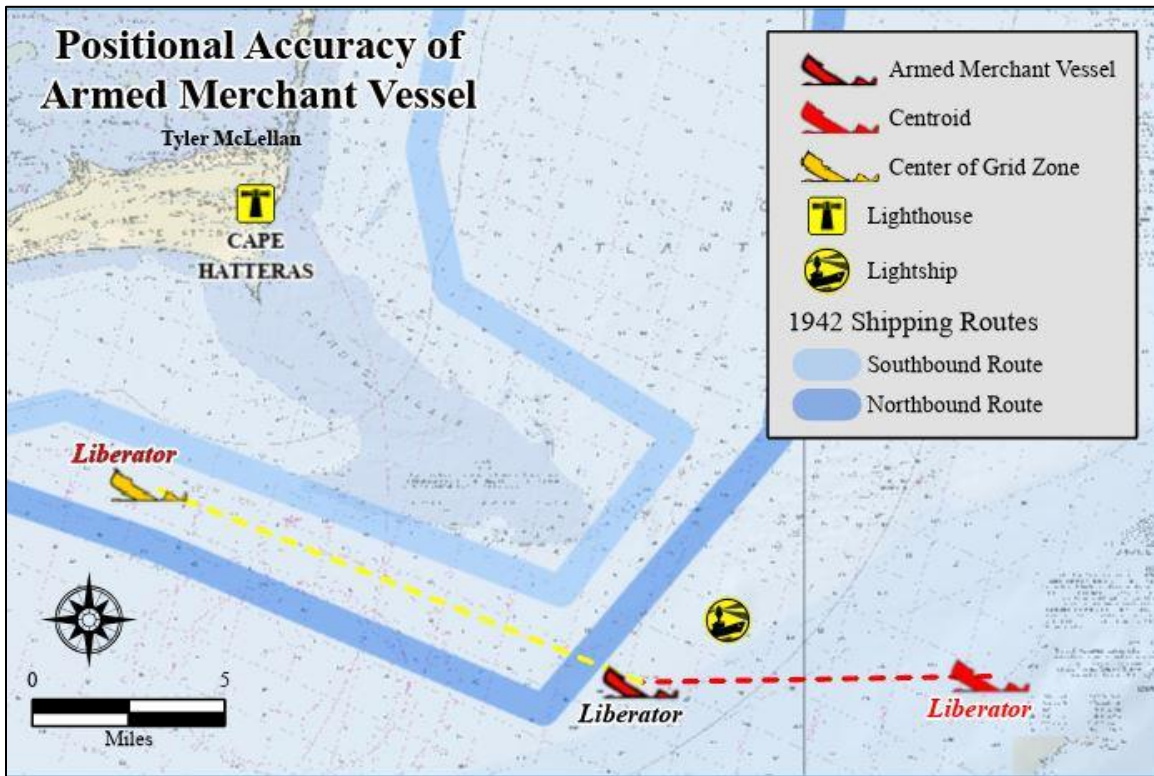 Positional Accuracy of
Armed Merchant Vessel
Tyler McLellan
CAPE
HATTERAS
Armed Merchant Vessel
Centroid
Center of Grid Zone
Lighthouse
Lightship
1942 Shipping Routes
Southbound Route
Northbound Route
A T L A N T
Liberator
Liberator
Liberator
0 5
Miles